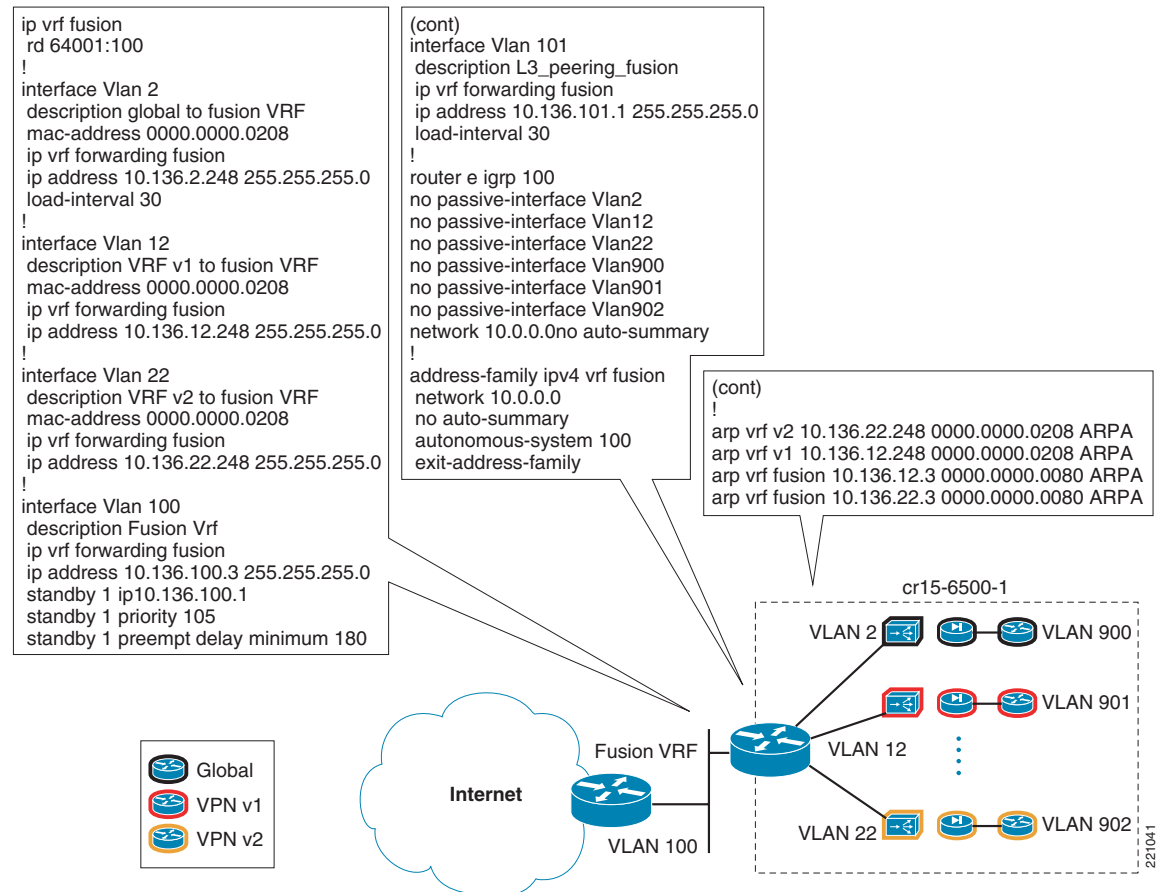 ip vrf fusion
rd 64001:100
!
interface Vlan 2
description global to fusion VRF
mac-address 0000.0000.0208
ip vrf forwarding fusion
ip address 10.136.2.248 255.255.255.0
load-interval 30
!
interface Vlan 12
description VRF v1 to fusion VRF
mac-address 0000.0000.0208
ip vrf forwarding fusion
ip address 10.136.12.248 255.255.255.0
!
interface Vlan 22
description VRF v2 to fusion VRF
mac-address 0000.0000.0208
ip vrf forwarding fusion
ip address 10.136.22.248 255.255.255.0
!
interface Vlan 100
description Fusion Vrf
ip vrf forwarding fusion
ip address 10.136.100.3 255.255.255.0
standby 1 ip10.136.100.1
standby 1 priority 105
standby 1 preempt delay minimum 180
(cont)
interface Vlan 101
description L3_peering_fusion
ip vrf forwarding fusion
ip address 10.136.101.1 255.255.255.0
load-interval 30
!
router e igrp 100
no passive-interface Vlan2
no passive-interface Vlan12
no passive-interface Vlan22
no passive-interface Vlan900
no passive-interface Vlan901
no passive-interface Vlan902
network 10.0.0.0no auto-summary
!
address-family ipv4 vrf fusion
network 10.0.0.0
no auto-summary
autonomous-system 100
exit-address-family
(cont)
!
arp vrf v2 10.136.22.248 0000.0000.0208 ARPA
arp vrf v1 10.136.12.248 0000.0000.0208 ARPA
arp vrf fusion 10.136.12.3 0000.0000.0080 ARPA
arp vrf fusion 10.136.22.3 0000.0000.0080 ARPA
cr15-6500-1
VLAN 2
VLAN 900
VLAN 901
VLAN 12
VLAN 22
VLAN 902
Fusion VRF
Internet
VLAN 100
Global
VPN v1
VPN v2
221041